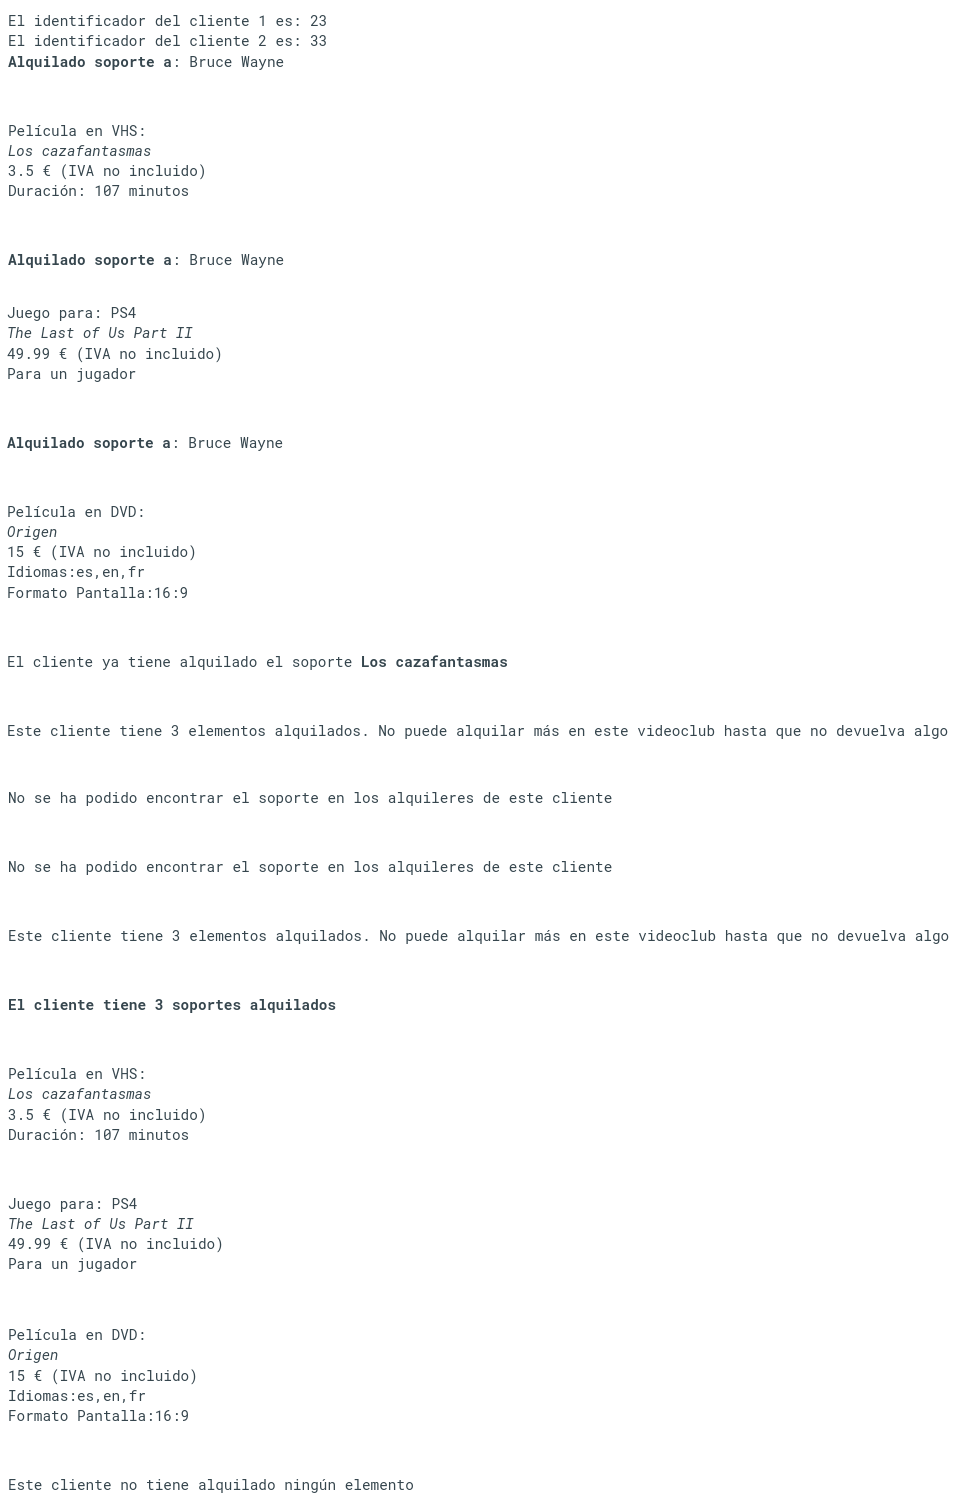 El identificador del cliente 1 es: 23
El identificador del cliente 2 es: 33
Alquilado soporte a: Bruce Wayne
Película en VHS:
Los cazafantasmas
3.5 € (IVA no incluido)
Duración: 107 minutos
Alquilado soporte a: Bruce Wayne
Juego para: PS4
The Last of Us Part II
49.99 € (IVA no incluido)
Para un jugador
Alquilado soporte a: Bruce Wayne
Película en DVD:
Origen
15 € (IVA no incluido)
Idiomas:es,en,fr
Formato Pantalla:16:9
El cliente ya tiene alquilado el soporte Los cazafantasmas
Este cliente tiene 3 elementos alquilados. No puede alquilar más en este videoclub hasta que no devuelva algo
No se ha podido encontrar el soporte en los alquileres de este cliente
No se ha podido encontrar el soporte en los alquileres de este cliente
Este cliente tiene 3 elementos alquilados. No puede alquilar más en este videoclub hasta que no devuelva algo
El cliente tiene 3 soportes alquilados
Película en VHS:
Los cazafantasmas
3.5 € (IVA no incluido)
Duración: 107 minutos
Juego para: PS4
The Last of Us Part II
49.99 € (IVA no incluido)
Para un jugador
Película en DVD:
Origen
15 € (IVA no incluido)
Idiomas:es,en,fr
Formato Pantalla:16:9
Este cliente no tiene alquilado ningún elemento